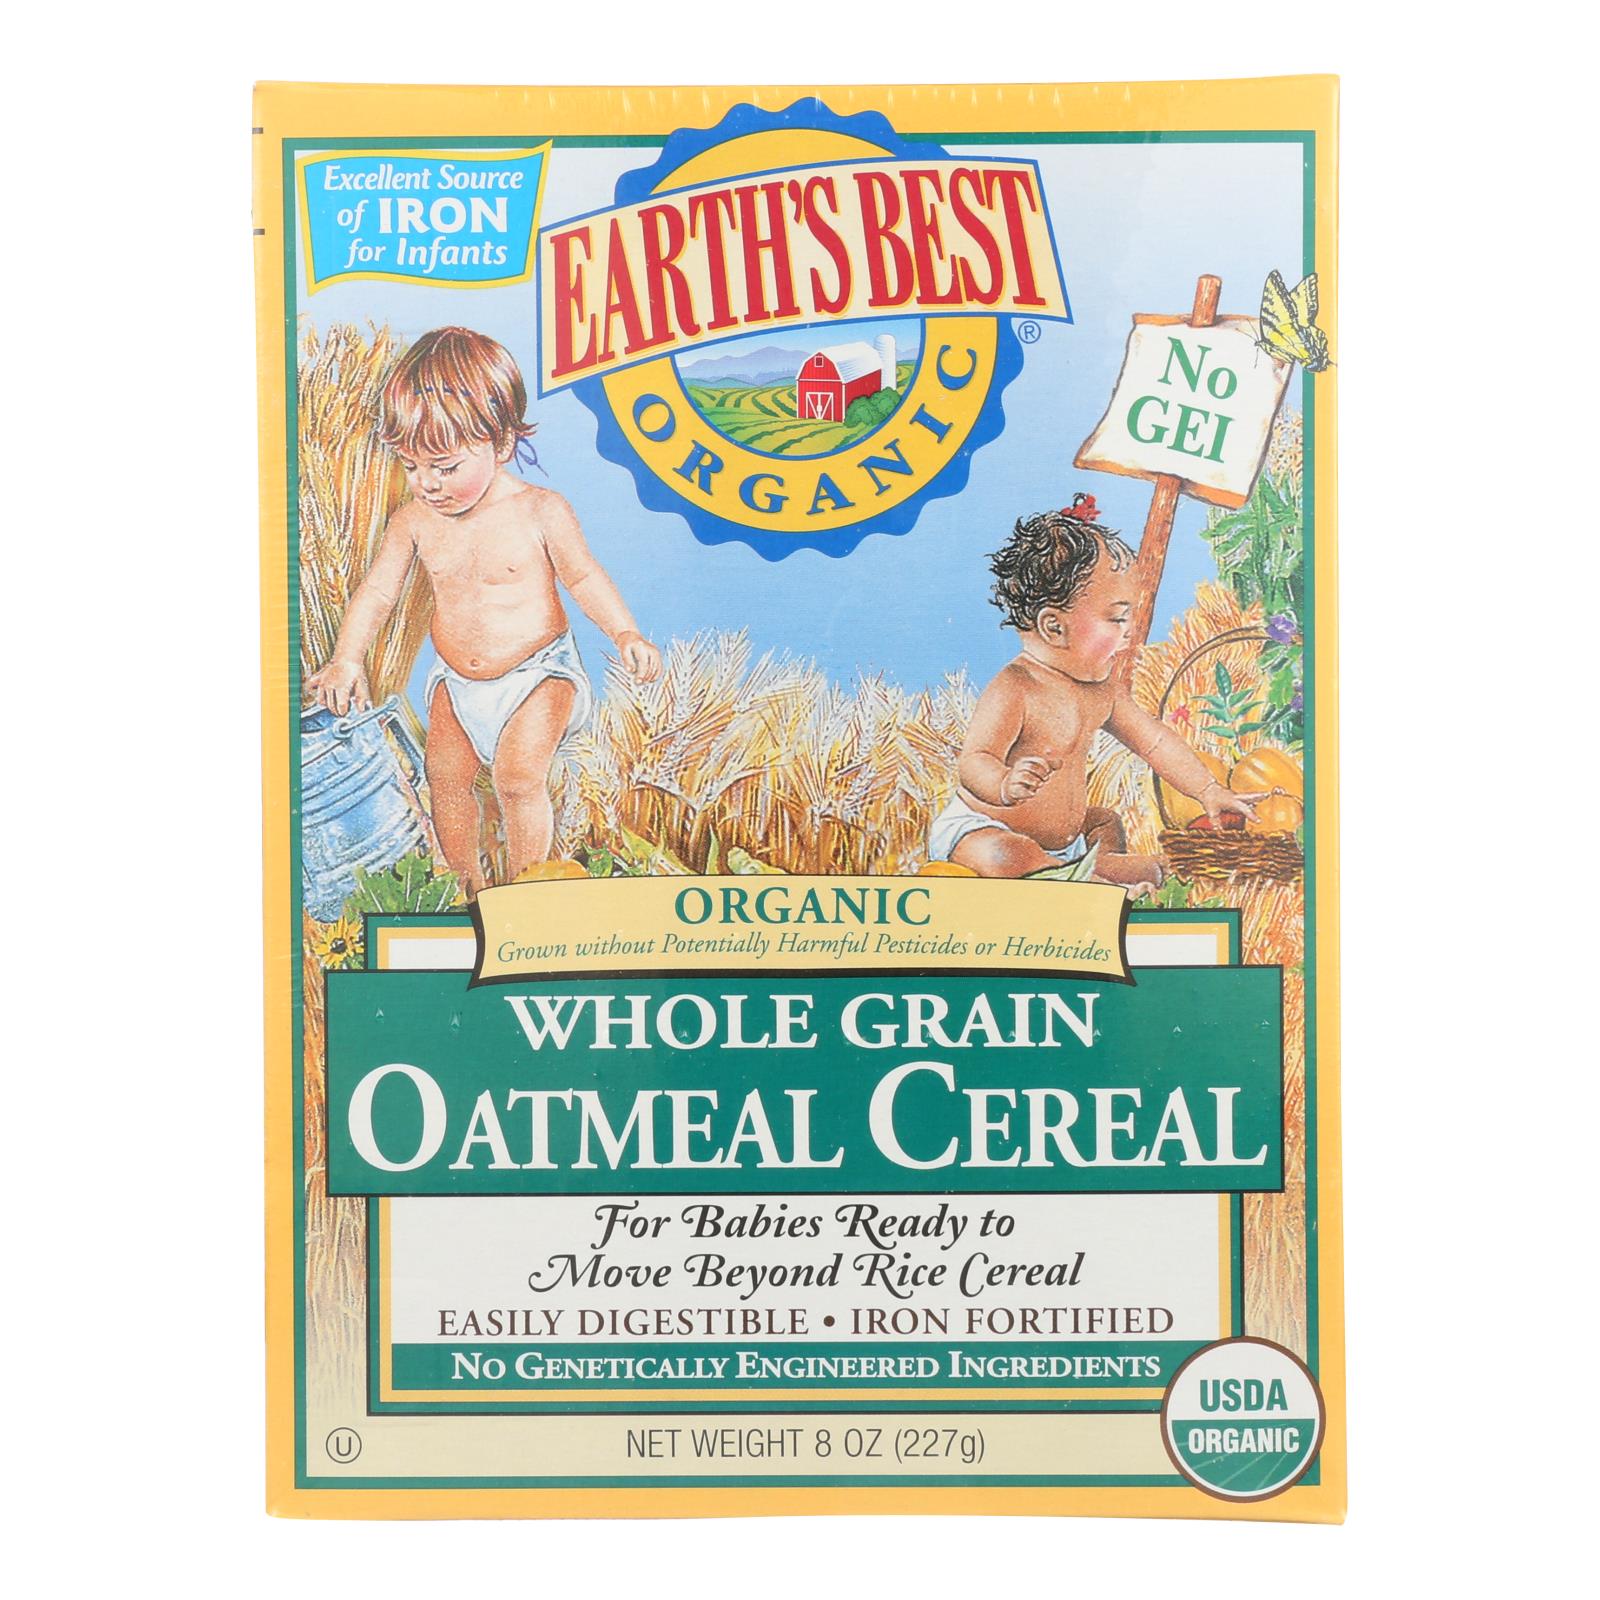 Excellent Source
of IRON
for Infants
EARTH'S BEST
®
ORGANIC
No
GEI
ORGANIC
Grown without Potentially Harmful Pesticides or Herbicides
WHOLE GRAIN
OATMEAL CEREAL
For Babies Ready to
Move Beyond Rice Cereal
EASILY DIGESTIBLE • IRON FORTIFIED
NO GENETICALLY ENGINEERED INGREDIENTS
USDA
ORGANIC
U
NET WEIGHT 8 OZ (227g)